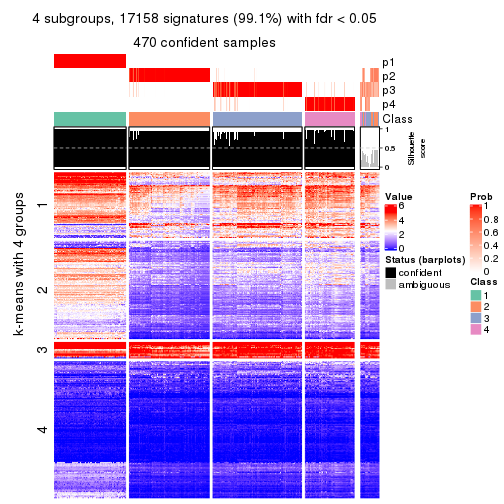 4 subgroups, 17158 signatures (99.1%) with fdr < 0.05
470 confident samples
p1
p2
p3
p4
Class
1
0.5
0
Silhouette
score
k-means with 4 groups
1
2
3
4
Value
6
4
2
0
Status (barplots)
confident
ambiguous
Prob
1
0.8
0.6
0.4
0.2
0
Class
1
2
3
4